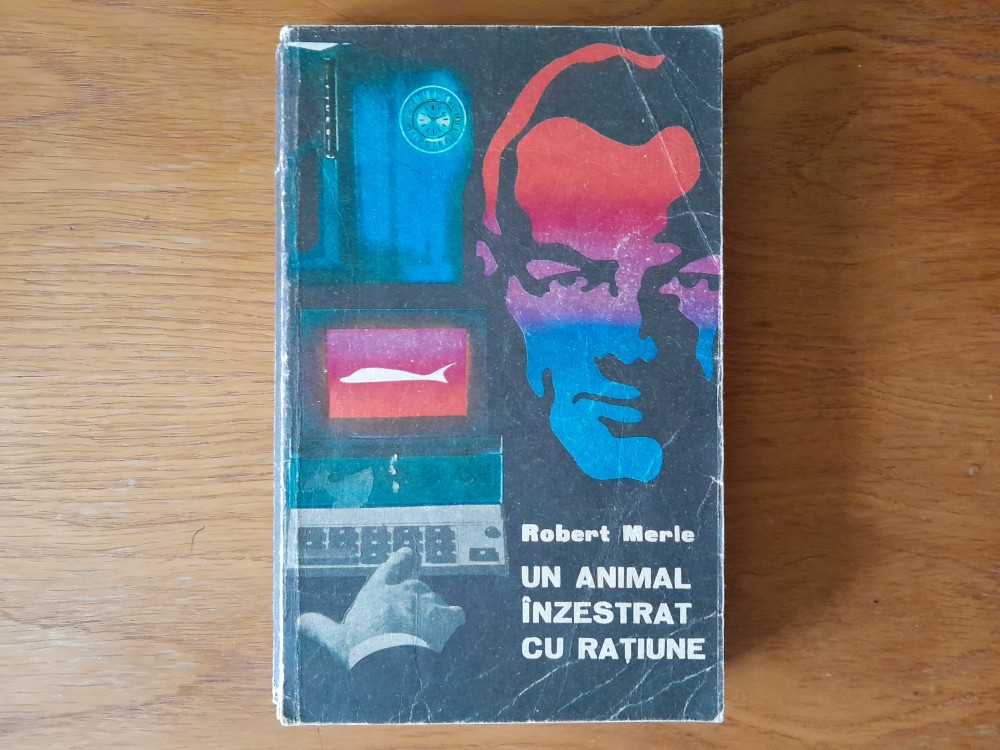 Robert Merle
UN ANIMAL
ÎNZESTRAT
CU RAȚIUNE